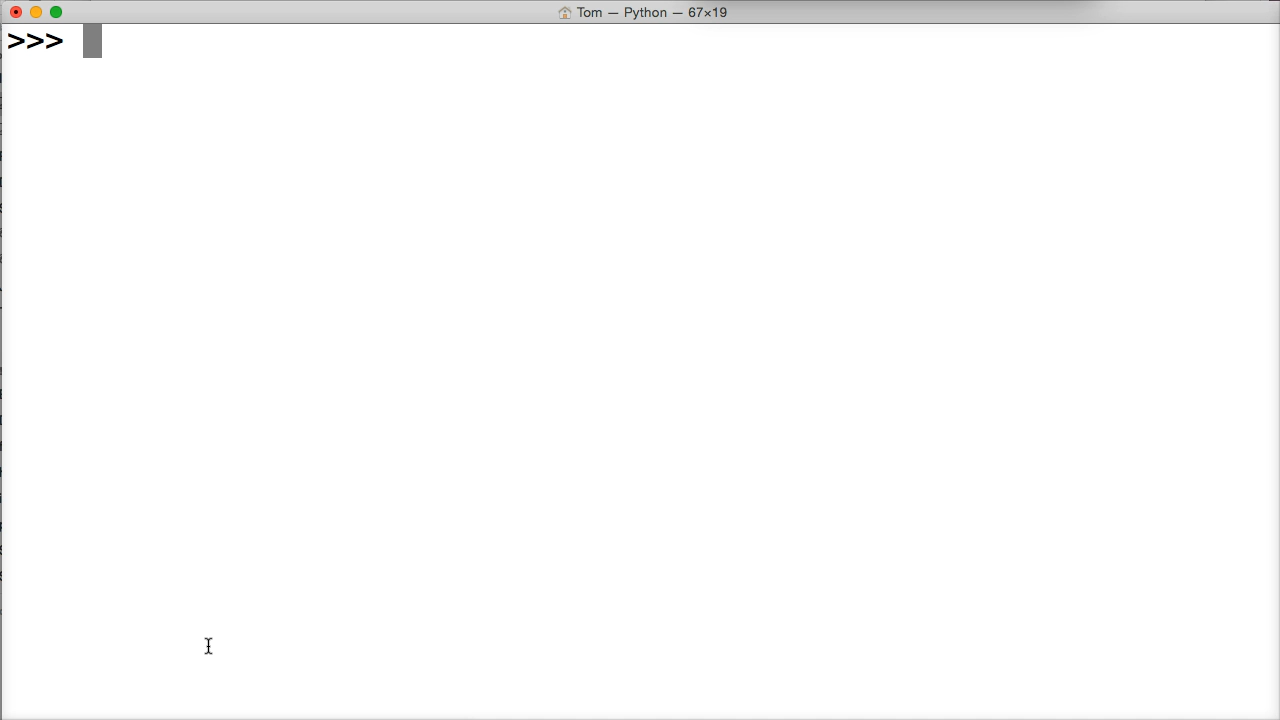 Tom — Python — 67×19
>>>